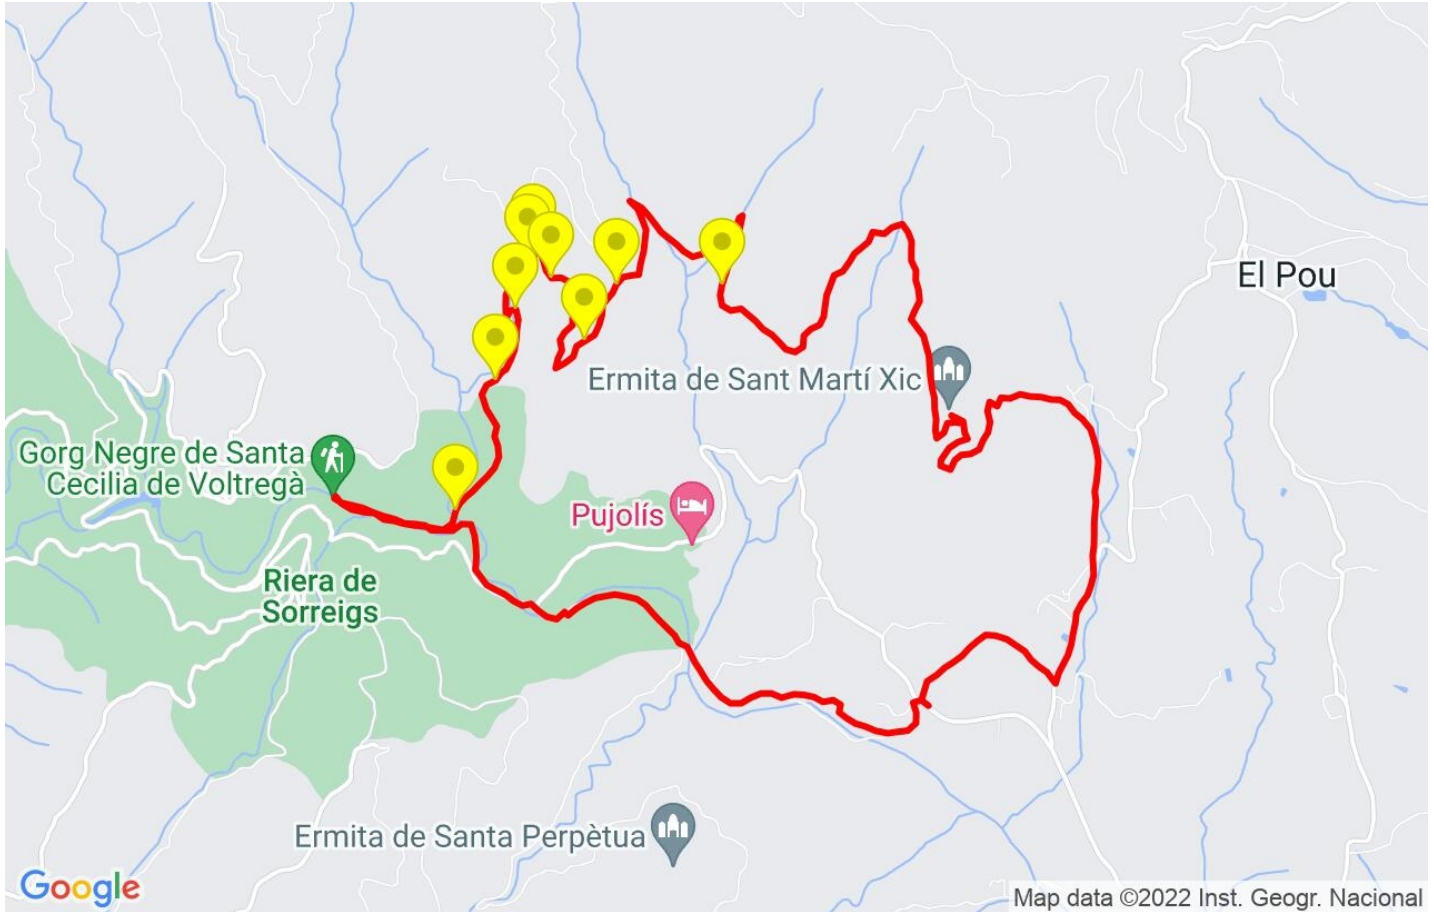 El Pou
Ermita de Sant Martí Xic
Gorg Negre de Santa
Cecilia de Voltregà
Pujolís
Riera de
Sorreigs
Ermita de Santa Perpètua
Google
Map data ©2022 Inst. Geogr. Nacional